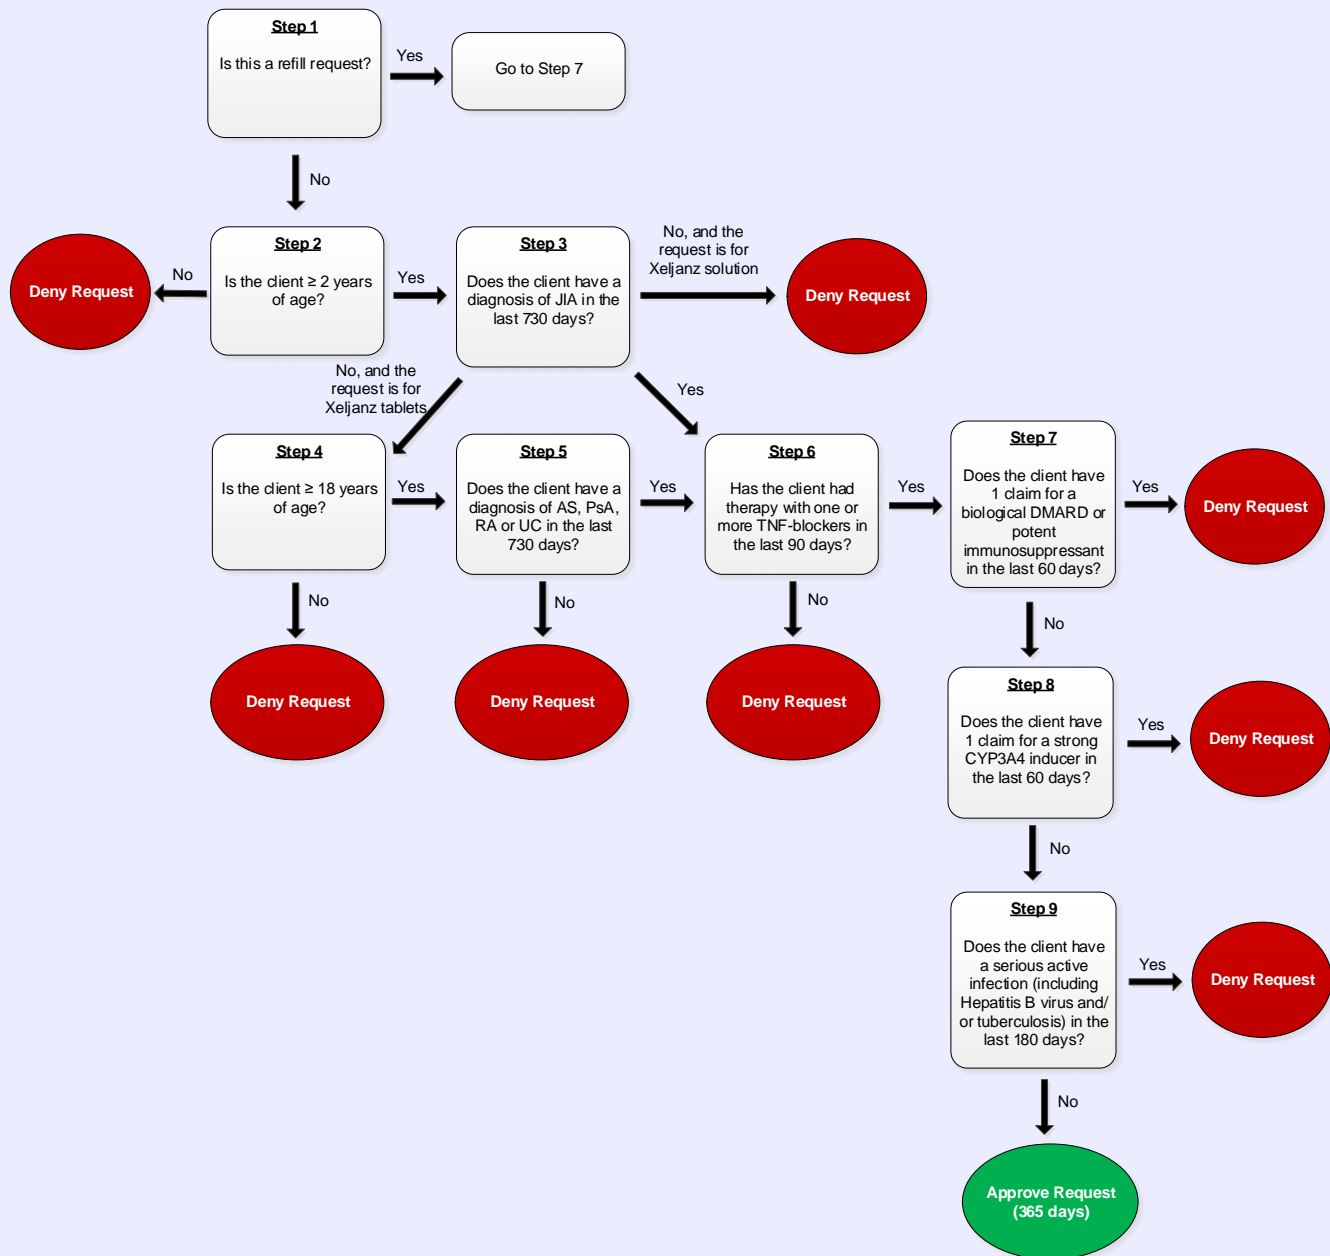 Step 1
Is this a refill request?
Yes
Go to Step 7
No
Deny Request
No
Step 2
Is the client ≥ 2 years
of age?
Yes
Step 3
Does the client have a
diagnosis of JIA in the
last 730 days?
No, and the
request is for
Xeljanz solution
Deny Request
No, and the
request is for
Xeljanz tablets
Yes
Step 4
Is the client ≥ 18 years
of age?
Yes
Step 5
Does the client have a
diagnosis of AS, PsA,
RA or UC in the last
730 days?
Yes
Step 6
Has the client had
therapy with one or
more TNF-blockers in
the last 90 days?
Yes
Step 7
Does the client have
1 claim for a
biological DMARD or
potent
immunosuppressant
in the last 60 days?
Yes
Deny Request
No
Deny Request
No
Deny Request
No
Deny Request
No
Step 8
Does the client have
1 claim for a strong
CYP3A4 inducer in
the last 60 days?
Yes
Deny Request
No
Step 9
Does the client have
a serious active
infection (including
Hepatitis B virus and/
or tuberculosis) in the
last 180 days?
Yes
Deny Request
No
Approve Request
(365 days)